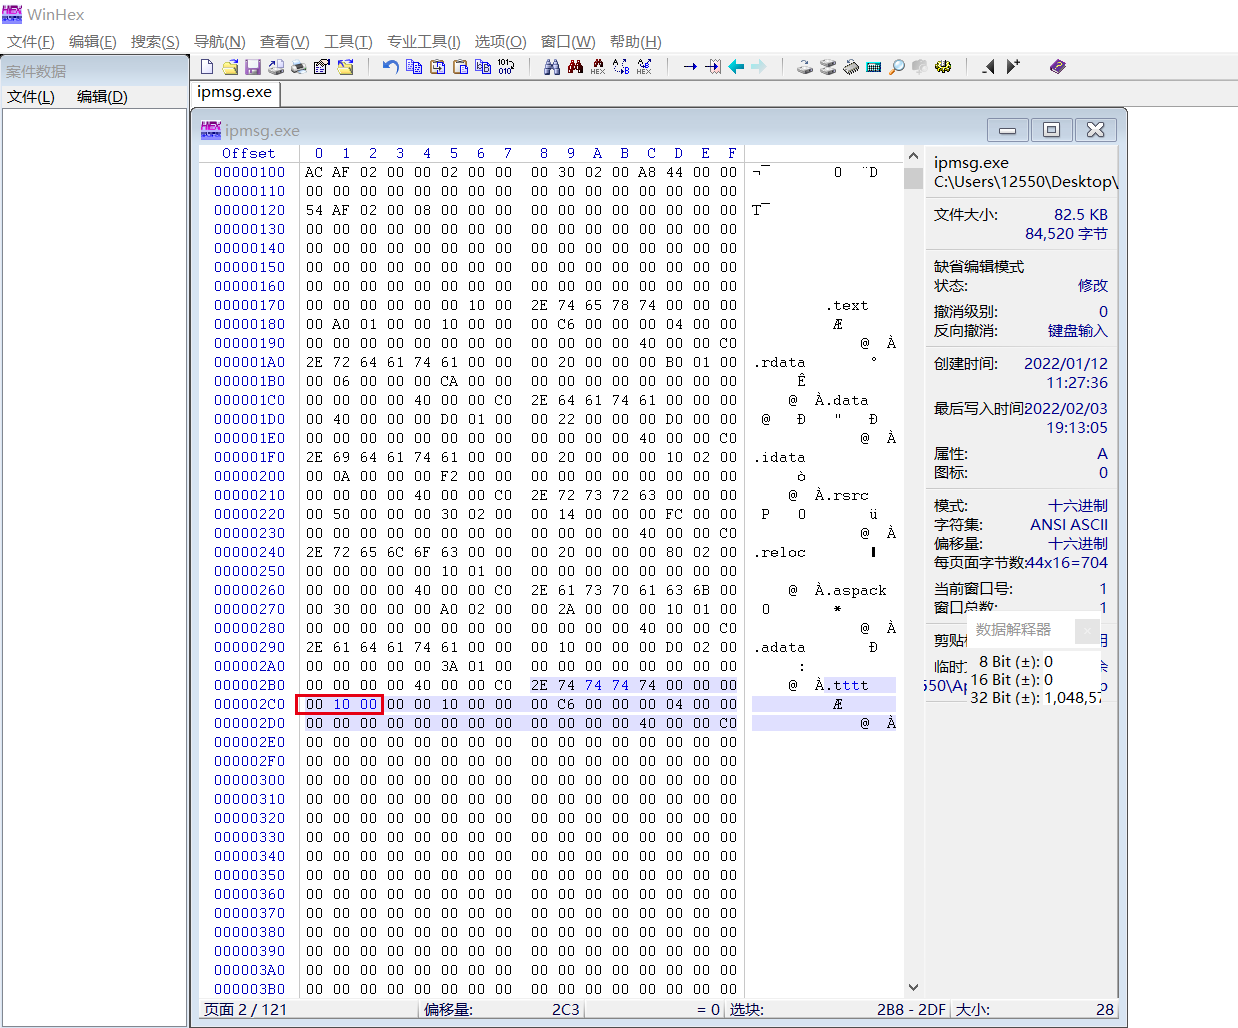 WinHex
文件(F) 编辑(E) 搜索(S) 导航(N) 查看(V) 工具(T) 专业工具(I) 选项(O) 窗口(W) 帮助(H)
案件数据
文件(L) 编辑(D)
ipmsg.exe
ipmsg.exe
Offset 0 1 2 3 4 5 6 7 8 9 A B C D E F
00000100 AC AF 02 00 00 02 00 00 00 30 02 00 A8 44 00 00 ¬¯ 0 ¨D
00000110 00 00 00 00 00 00 00 00 00 00 00 00 00 00 00 00
00000120 54 AF 02 00 08 00 00 00 00 00 00 00 00 00 00 00 T¯
00000130 00 00 00 00 00 00 00 00 00 00 00 00 00 00 00 00
00000140 00 00 00 00 00 00 00 00 00 00 00 00 00 00 00 00
00000150 00 00 00 00 00 00 00 00 00 00 00 00 00 00 00 00
00000160 00 00 00 00 00 00 00 00 00 00 00 00 00 00 00 00
00000170 00 00 00 00 00 00 10 00 2E 74 65 78 74 00 00 00 .text
00000180 00 A0 01 00 00 10 00 00 00 C6 00 00 00 04 00 00 Æ
00000190 00 00 00 00 00 00 00 00 00 00 00 00 40 00 00 C0 @ À
000001A0 2E 72 64 61 74 61 00 00 00 20 00 00 00 B0 01 00 .rdata °
000001B0 00 06 00 00 00 CA 00 00 00 00 00 00 00 00 00 00 Ê
000001C0 00 00 00 00 40 00 00 C0 2E 64 61 74 61 00 00 00 @ À.data
000001D0 00 40 00 00 00 D0 01 00 00 22 00 00 00 D0 00 00 @ Ð " Ð
000001E0 00 00 00 00 00 00 00 00 00 00 00 00 40 00 00 C0 @ À
000001F0 2E 69 64 61 74 61 00 00 00 20 00 00 00 10 02 00 .idata
00000200 00 0A 00 00 00 F2 00 00 00 00 00 00 00 00 00 00 ò
00000210 00 00 00 00 40 00 00 C0 2E 72 73 72 63 00 00 00 @ À.rsrc
00000220 00 50 00 00 00 30 02 00 00 14 00 00 00 FC 00 00 P 0 ü
00000230 00 00 00 00 00 00 00 00 00 00 00 00 40 00 00 C0 @ À
00000240 2E 72 65 6C 6F 63 00 00 00 20 00 00 00 80 02 00 .reloc
00000250 00 00 00 00 00 10 01 00 00 00 00 00 00 00 00 00
00000260 00 00 00 00 40 00 00 C0 2E 61 73 70 61 63 6B 00 @ À.aspack
00000270 00 30 00 00 00 A0 02 00 00 2A 00 00 00 10 01 00 0 *
00000280 00 00 00 00 00 00 00 00 00 00 00 00 40 00 00 C0 @ À
00000290 2E 61 64 61 74 61 00 00 00 10 00 00 00 D0 02 00 .adata Ð
000002A0 00 00 00 00 00 3A 01 00 00 00 00 00 00 00 00 00 :
000002B0 00 00 00 00 40 00 00 C0 2E 74 74 74 74 00 00 00 @ À.tttt
000002C0 00 10 00 00 00 10 00 00 00 C6 00 00 00 04 00 00 Æ
000002D0 00 00 00 00 00 00 00 00 00 00 00 00 40 00 00 C0 @ À
000002E0 00 00 00 00 00 00 00 00 00 00 00 00 00 00 00 00
000002F0 00 00 00 00 00 00 00 00 00 00 00 00 00 00 00 00
00000300 00 00 00 00 00 00 00 00 00 00 00 00 00 00 00 00
00000310 00 00 00 00 00 00 00 00 00 00 00 00 00 00 00 00
00000320 00 00 00 00 00 00 00 00 00 00 00 00 00 00 00 00
00000330 00 00 00 00 00 00 00 00 00 00 00 00 00 00 00 00
00000340 00 00 00 00 00 00 00 00 00 00 00 00 00 00 00 00
00000350 00 00 00 00 00 00 00 00 00 00 00 00 00 00 00 00
00000360 00 00 00 00 00 00 00 00 00 00 00 00 00 00 00 00
00000370 00 00 00 00 00 00 00 00 00 00 00 00 00 00 00 00
00000380 00 00 00 00 00 00 00 00 00 00 00 00 00 00 00 00
00000390 00 00 00 00 00 00 00 00 00 00 00 00 00 00 00 00
000003A0 00 00 00 00 00 00 00 00 00 00 00 00 00 00 00 00
000003B0 00 00 00 00 00 00 00 00 00 00 00 00 00 00 00 00
ipmsg.exe
C:\Users\12550\Desktop\
文件大小: 82.5 KB
84,520 字节
缺省编辑模式
状态: 修改
撤消级别: 0
反向撤消: 键盘输入
创建时间: 2022/01/12
11:27:36
最后写入时间2022/02/03
19:13:05
属性: A
图标: 0
模式: 十六进制
字符集: ANSI ASCII
偏移量: 十六进制
每页面字节数:44x16=704
当前窗口号: 1
窗口总数: 1
剪贴 用
数据解释器
临时
550\Ap
8 Bit (±): 0
16 Bit (±): 0
32 Bit (±): 1,048,57
页面 2 / 121 偏移量: 2C3 = 0 选块: 2B8 - 2DF 大小: 28